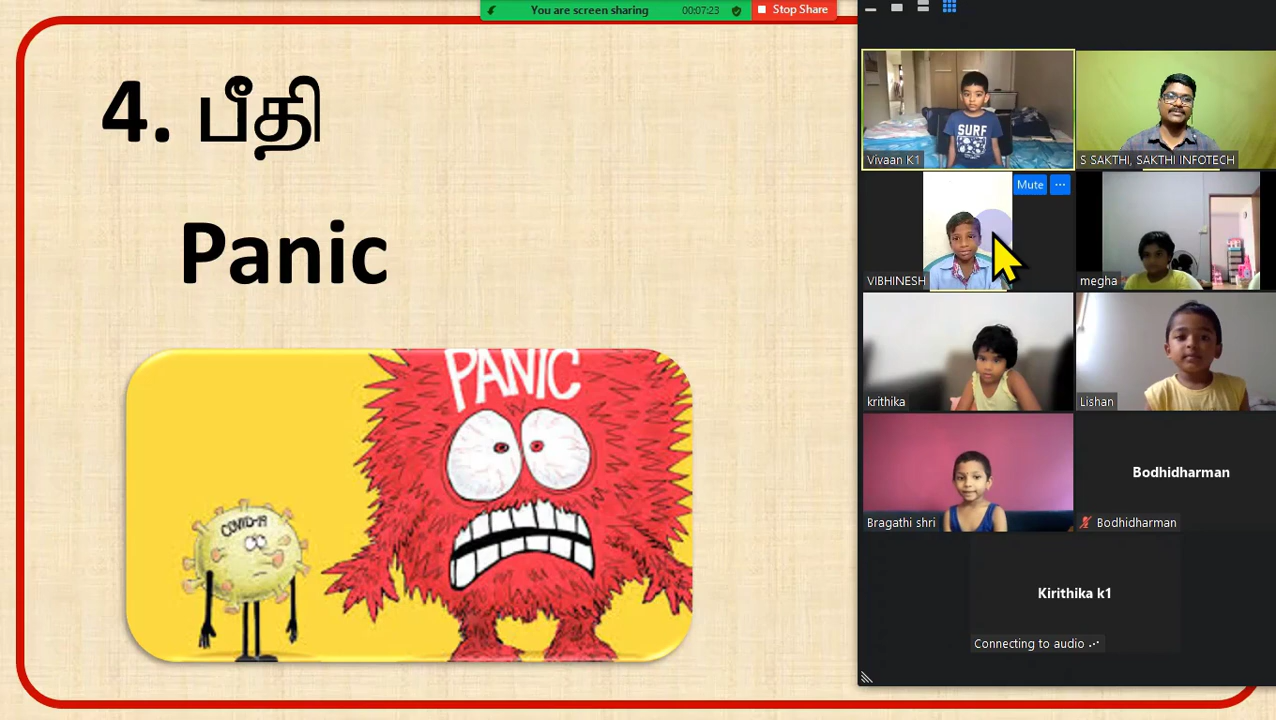 You are screen sharing 00:07:23 Stop Share
4. பீதி
Panic
PANIC
COVID-19
SURF
Vivaan K1
S SAKTHI, SAKTHI INFOTECH
Mute ...
VIBHINESH
megha
krithika
Lishan
Bragathi shri
Bodhidharman
Bodhidharman
Kirithika k1
Connecting to audio